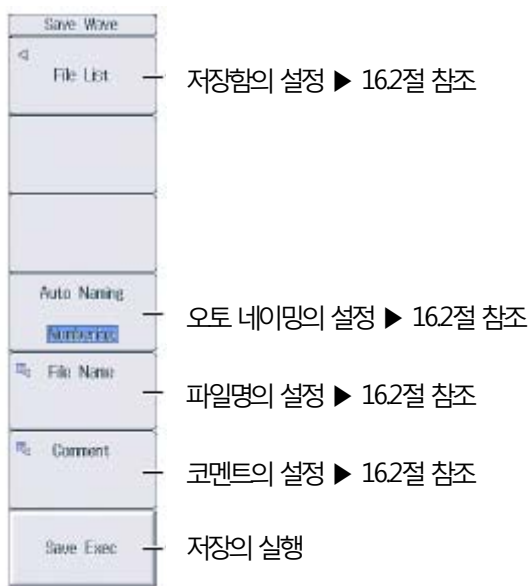 Save Wave
File List
저장함의 설정 ▶ 16.2절 참조
Auto Naming
Numbering
오토 네이밍의 설정 ▶ 16.2절 참조
File Name
파일명의 설정 ▶ 16.2절 참조
Comment
코멘트의 설정 ▶ 16.2절 참조
Save Exec
저장의 실행